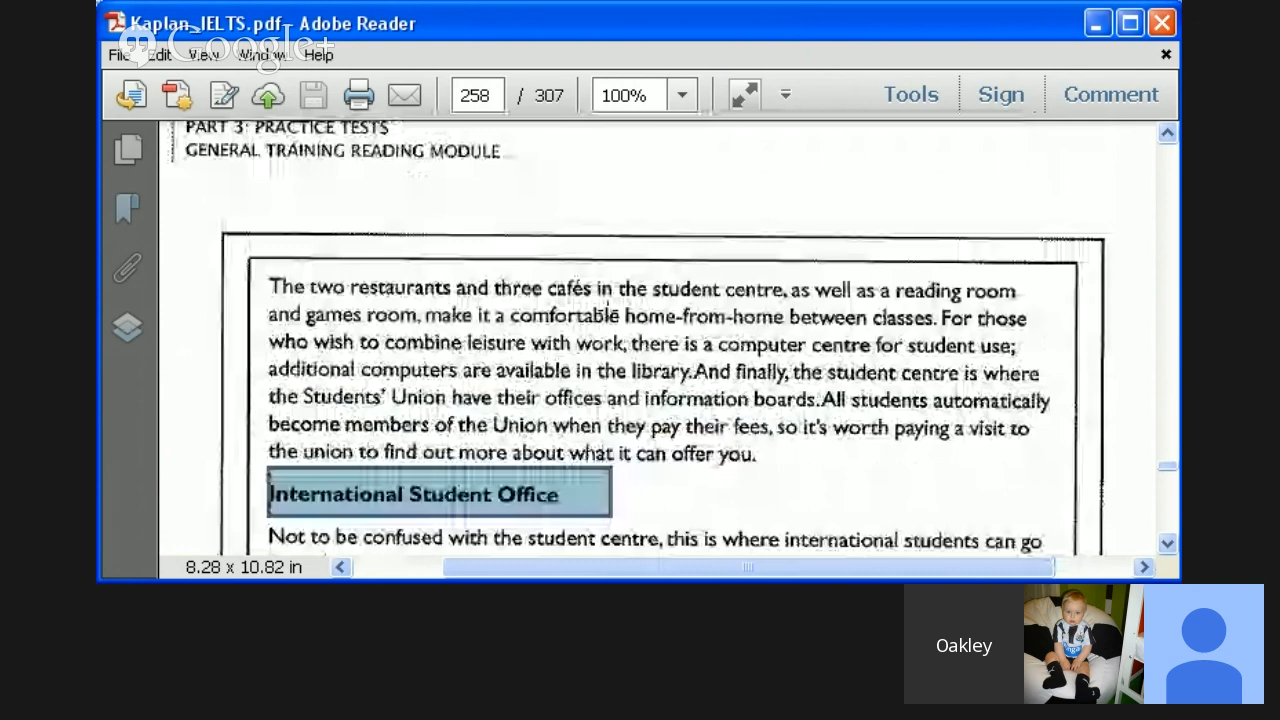 Kaplan_IELTS.pdf - Adobe Reader
Google+
File Edit View Window Help
258 / 307 100% Tools Sign Comment
PART 3: PRACTICE TESTS
GENERAL TRAINING READING MODULE
The two restaurants and three cafés in the student centre, as well as a reading room
and games room, make it a comfortable home-from-home between classes. For those
who wish to combine leisure with work, there is a computer centre for student use;
additional computers are available in the library. And finally, the student centre is where
the Students' Union have their offices and information boards. All students automatically
become members of the Union when they pay their fees, so it's worth paying a visit to
the union to find out more about what it can offer you.
International Student Office
Not to be confused with the student centre, this is where international students can go
8.28 x 10.82 in
Oakley